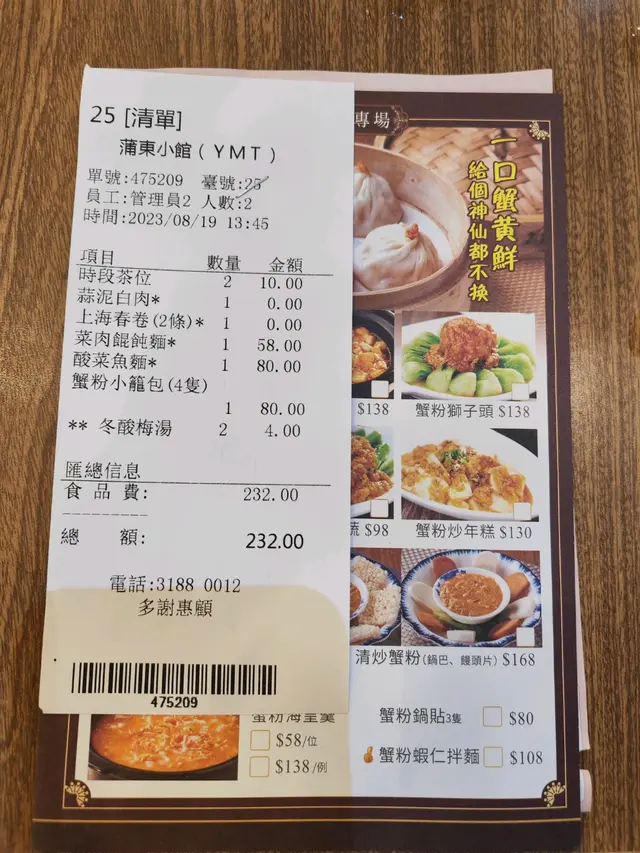 25 [清單]
蒲東小館(YMT)
單號:475209 臺號:25
員工:管理員2 人數:2
時間:2023/08/19 13:45
項目 數量 金額
時段茶位 2 10.00
蒜泥白肉* 1 0.00
上海春卷(2條)* 1 0.00
菜肉餛飩麵* 1 58.00
酸菜魚麵* 1 80.00
蟹粉小籠包(4隻)
1 80.00
** 冬酸梅湯 2 4.00
匯總信息
食品費: 232.00
總額: 232.00
電話:3188 0012
多謝惠顧
475209
專場
一口蟹黃鮮
給個神仙都不換
$138
蟹粉獅子頭 $138
$98
蟹粉炒年糕 $130
清炒蟹粉(鍋巴、饅頭片) $168
蟹粉海皇羹
$58/位
$138/例
蟹粉鍋貼3隻 $80
蟹粉蝦仁拌麵 $108